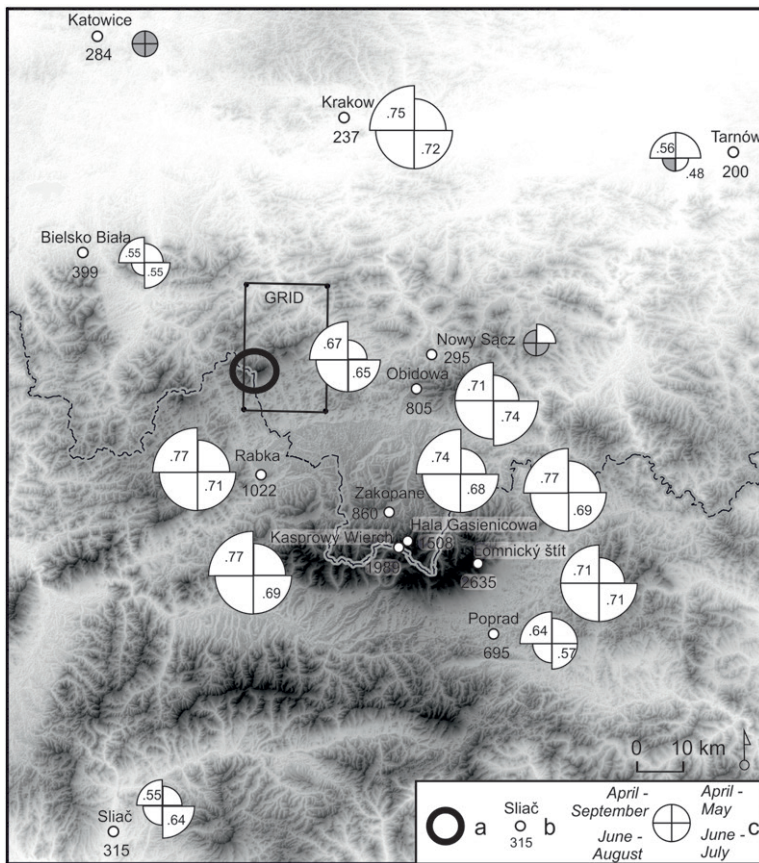 Katowice
284
Krakow
237
.75
.72
Tarnów
200
.56
.48
Bielsko Biała
399
.55
.55
GRID
.67
.65
Nowy Sącz
295
Obidowa
805
.71
.74
Rabka
1022
.77
.71
.74
.68
.77
.69
Zakopane
860
Hala Gasienicowa
1508
Kasprowy Wierch
1989
Lomnický štít
2635
.77
.69
.71
.71
Poprad
695
.64
.57
0 10 km
Sliač
315
.55
.64
a
Sliač
315
b
April -
September
June -
August
April -
May
June -
July
c